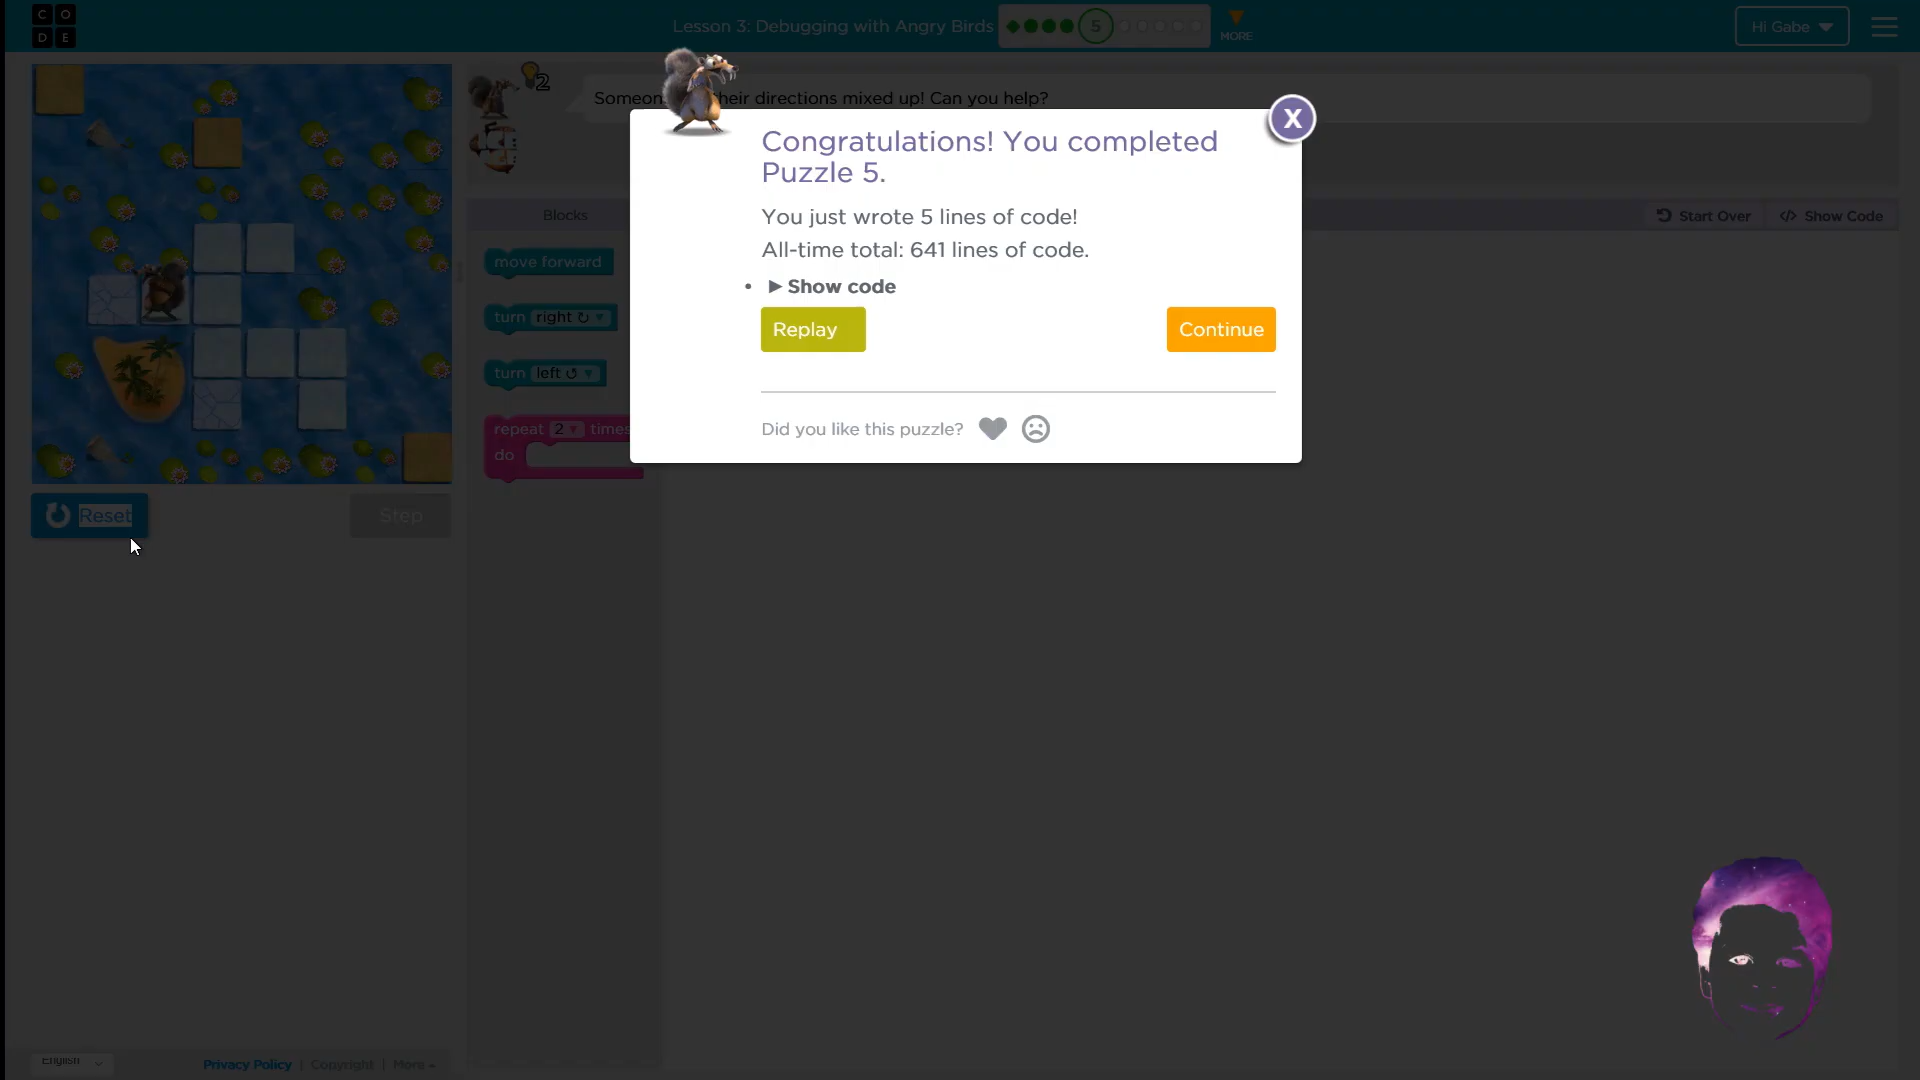 C O
D E
Lesson 3: Debugging with Angry Birds
5
MORE
Hi Gabe
2
Someon heir directions mixed up! Can you help?
X
Congratulations! You completed
Puzzle 5.
You just wrote 5 lines of code!
All-time total: 641 lines of code.
• ▶ Show code
Replay
Continue
Did you like this puzzle?
Blocks
Start Over
</> Show Code
move forward
turn right ↻ ▼
turn left ↺ ▼
repeat 2 ▼ times
do
Reset
Step
English
Privacy Policy | Copyright | More